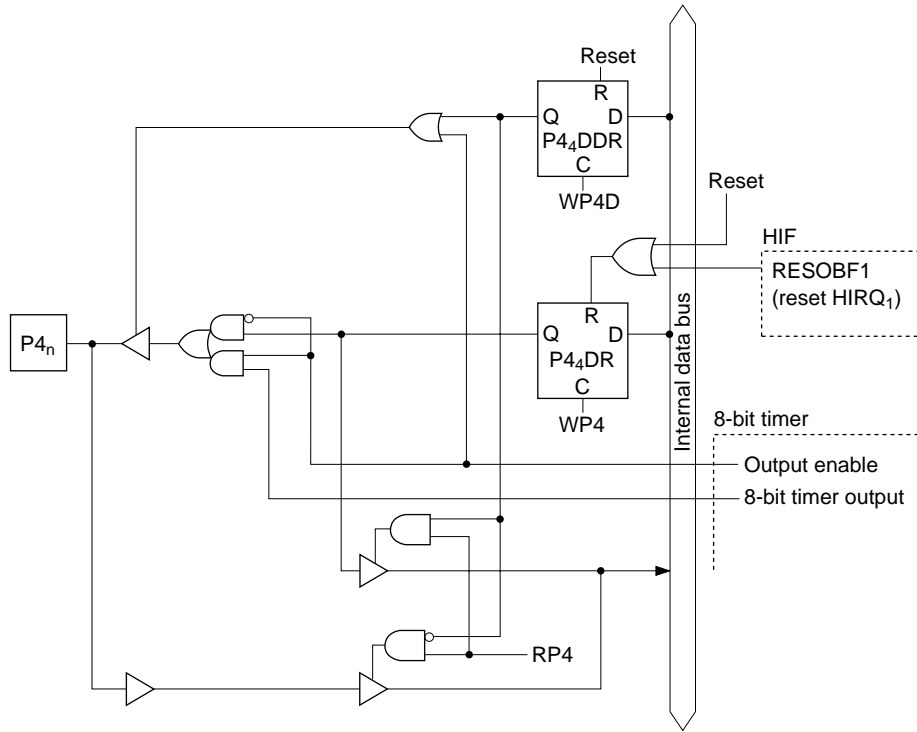 Reset
R
Q D
P4₄DDR
C
WP4D
Reset
HIF
RESOBF1
(reset HIRQ₁)
R
Q D
P4₄DR
C
WP4
P4ₙ
Internal data bus
8-bit timer
Output enable
8-bit timer output
RP4